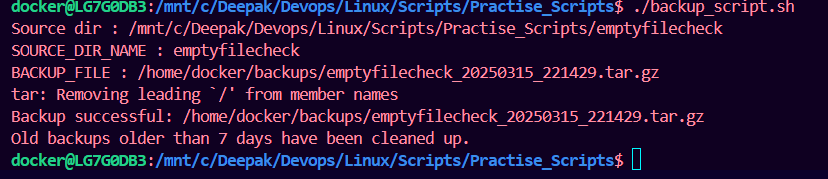 docker@LG7G0DB3:/mnt/c/Deepak/Devops/Linux/Scripts/Practise_Scripts$ ./backup_script.sh
Source dir : /mnt/c/Deepak/Devops/Linux/Scripts/Practise_Scripts/emptyfilecheck
SOURCE_DIR_NAME : emptyfilecheck
BACKUP_FILE : /home/docker/backups/emptyfilecheck_20250315_221429.tar.gz
tar: Removing leading `/' from member names
Backup successful: /home/docker/backups/emptyfilecheck_20250315_221429.tar.gz
Old backups older than 7 days have been cleaned up.
docker@LG7G0DB3:/mnt/c/Deepak/Devops/Linux/Scripts/Practise_Scripts$